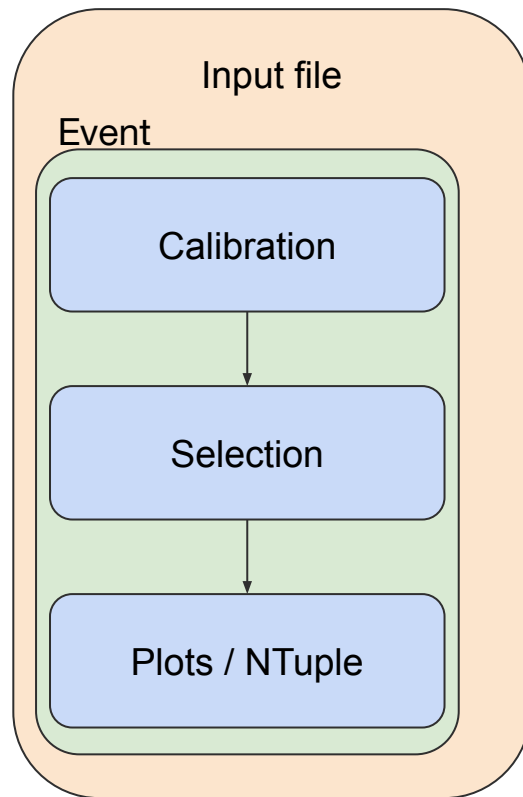 Input file
Event
Calibration
Selection
Plots / NTuple